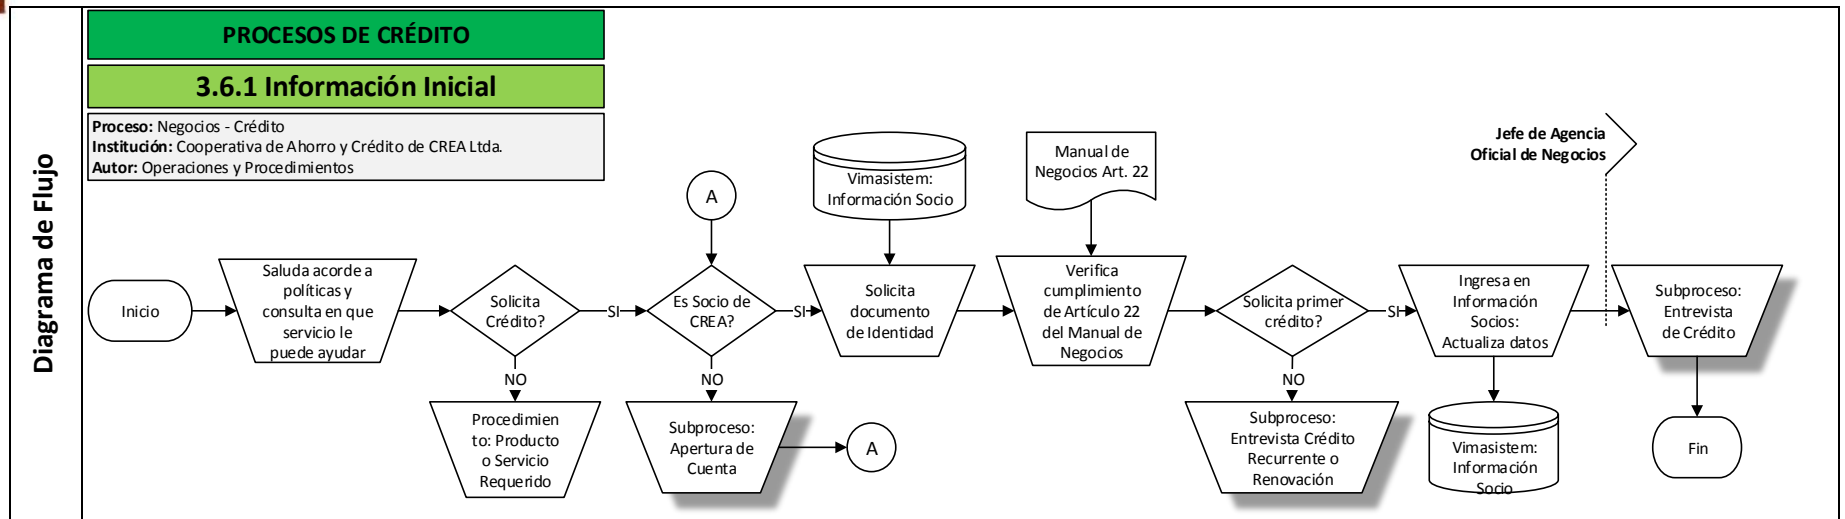 Diagrama de Flujo
PROCESOS DE CRÉDITO
3.6.1 Información Inicial
Proceso: Negocios - Crédito
Institución: Cooperativa de Ahorro y Crédito de CREA Ltda.
Autor: Operaciones y Procedimientos
Jefe de Agencia
Oficial de Negocios
A
Vimasistem:
Información Socio
Manual de
Negocios Art. 22
Inicio
Saluda acorde a
políticas y
consulta en que
servicio le
puede ayudar
Solicita
Crédito?
SI
Es Socio de
CREA?
SI
Solicita
documento
de Identidad
Verifica
cumplimiento
de Artículo 22
del Manual de
Negocios
Solicita primer
crédito?
SI
Ingresa en
Información
Socios:
Actualiza datos
Subproceso:
Entrevista
de Crédito
NO
NO
NO
Procedimien
to: Producto
o Servicio
Requerido
Subproceso:
Apertura de
Cuenta
A
Subproceso:
Entrevista Crédito
Recurrente o
Renovación
Vimasistem:
Información
Socio
Fin